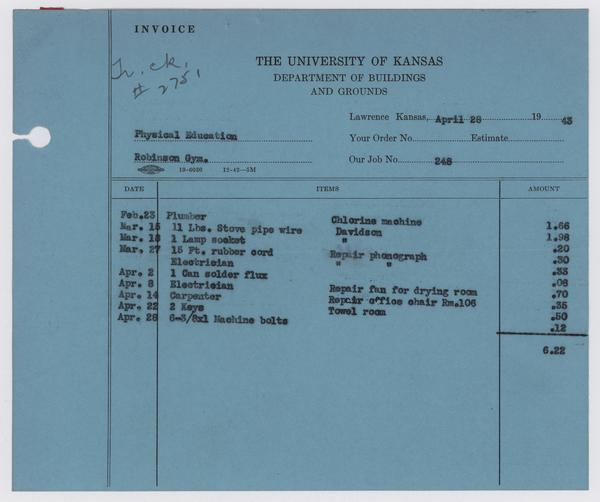 INVOICE
Tr. ck.
# 2751
THE UNIVERSITY OF KANSAS
DEPARTMENT OF BUILDINGS
AND GROUNDS
Lawrence Kansas, April 28 19 43
Physical Education Your Order No. Estimate
Robinson Gym. Our Job No. 248
19-6020 12-42—5M
DATE ITEMS AMOUNT
Feb.23 Plumber Chlorine machine 1.66
Mar. 15 11 Lbs. Stove pipe wire Davidson 1.98
Mar. 18 1 Lamp socket " .20
Mar. 27 15 Ft. rubber cord Repair phonograph .30
Electrician " " .33
Apr. 2 1 Can solder flux .08
Apr. 8 Electrician Repair fan for drying room .70
Apr. 14 Carpenter Repair office chair Rm.106 .35
Apr. 22 2 Keys Towel room .50
Apr. 28 6-3/8x1 Machine bolts .12
6.22